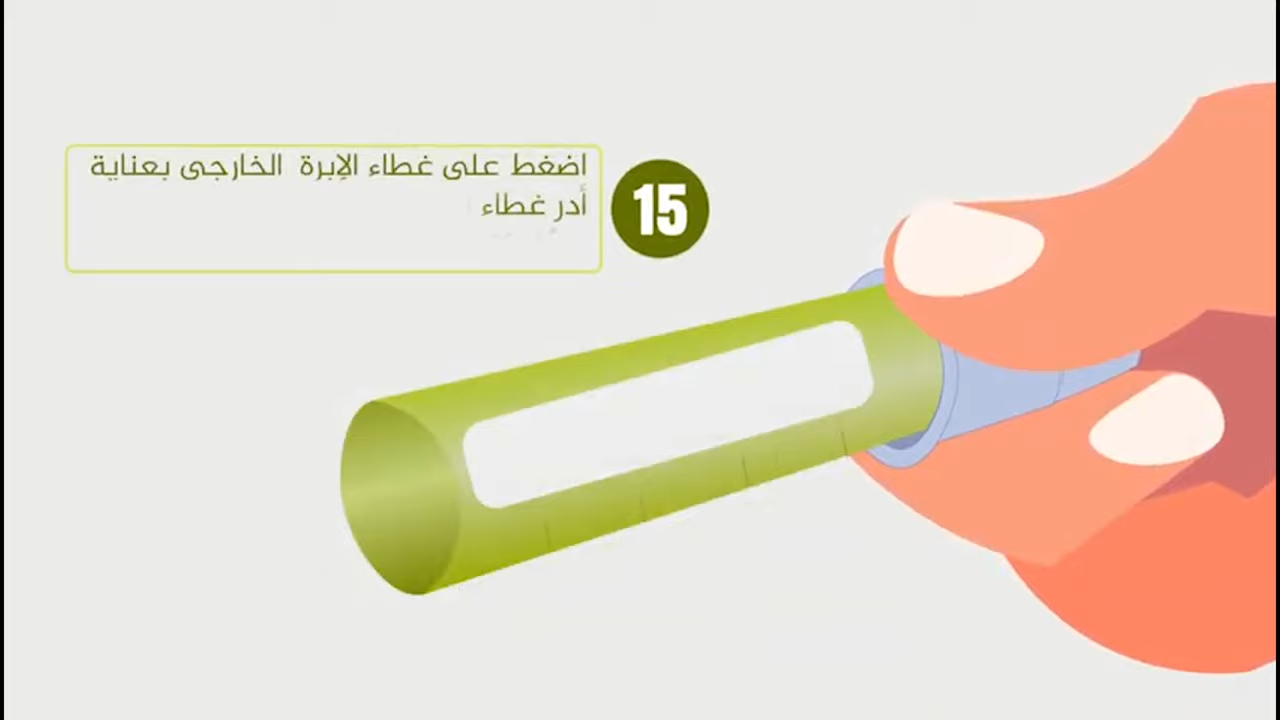 15
اضغط على غطاء الإبرة الخارجى بعناية
أدر غطاء